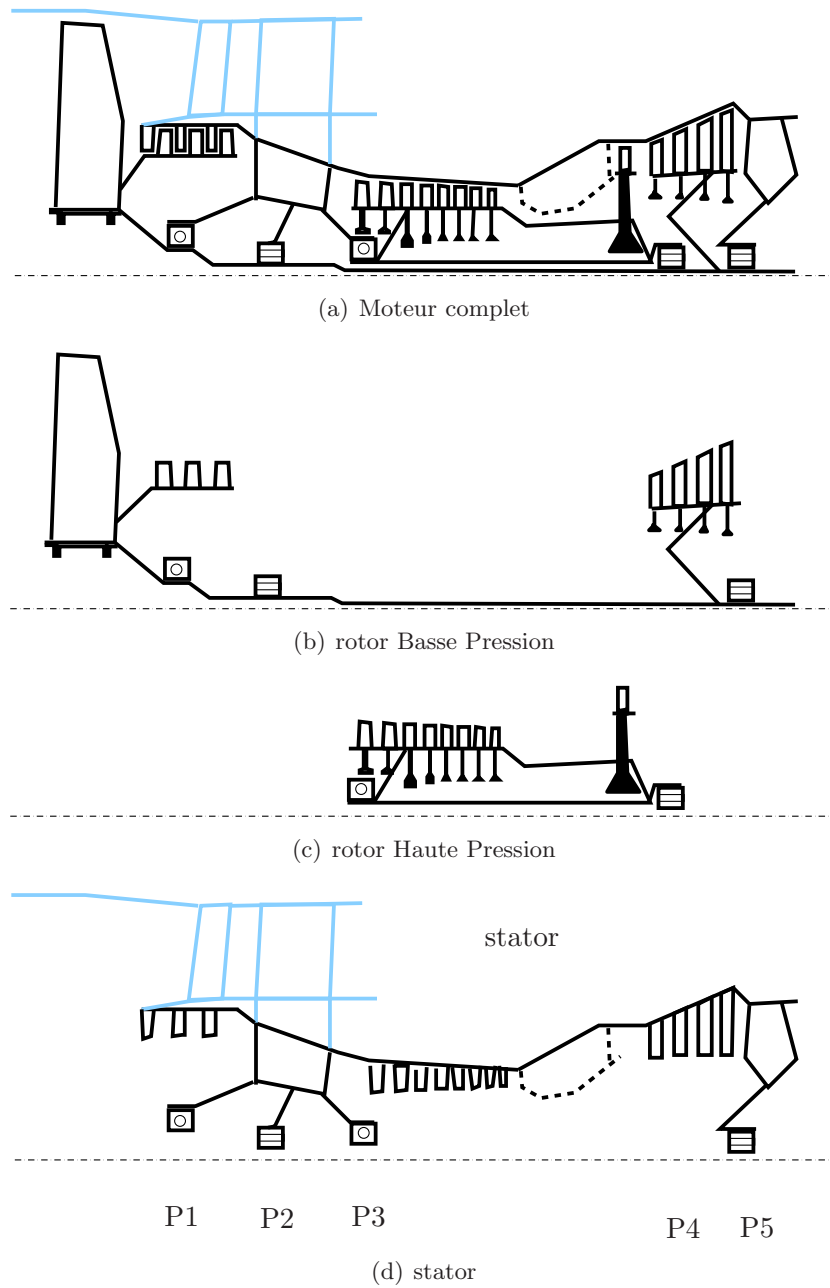 (a) Moteur complet
(b) rotor Basse Pression
(c) rotor Haute Pression
stator
P1 P2 P3 P4 P5
(d) stator